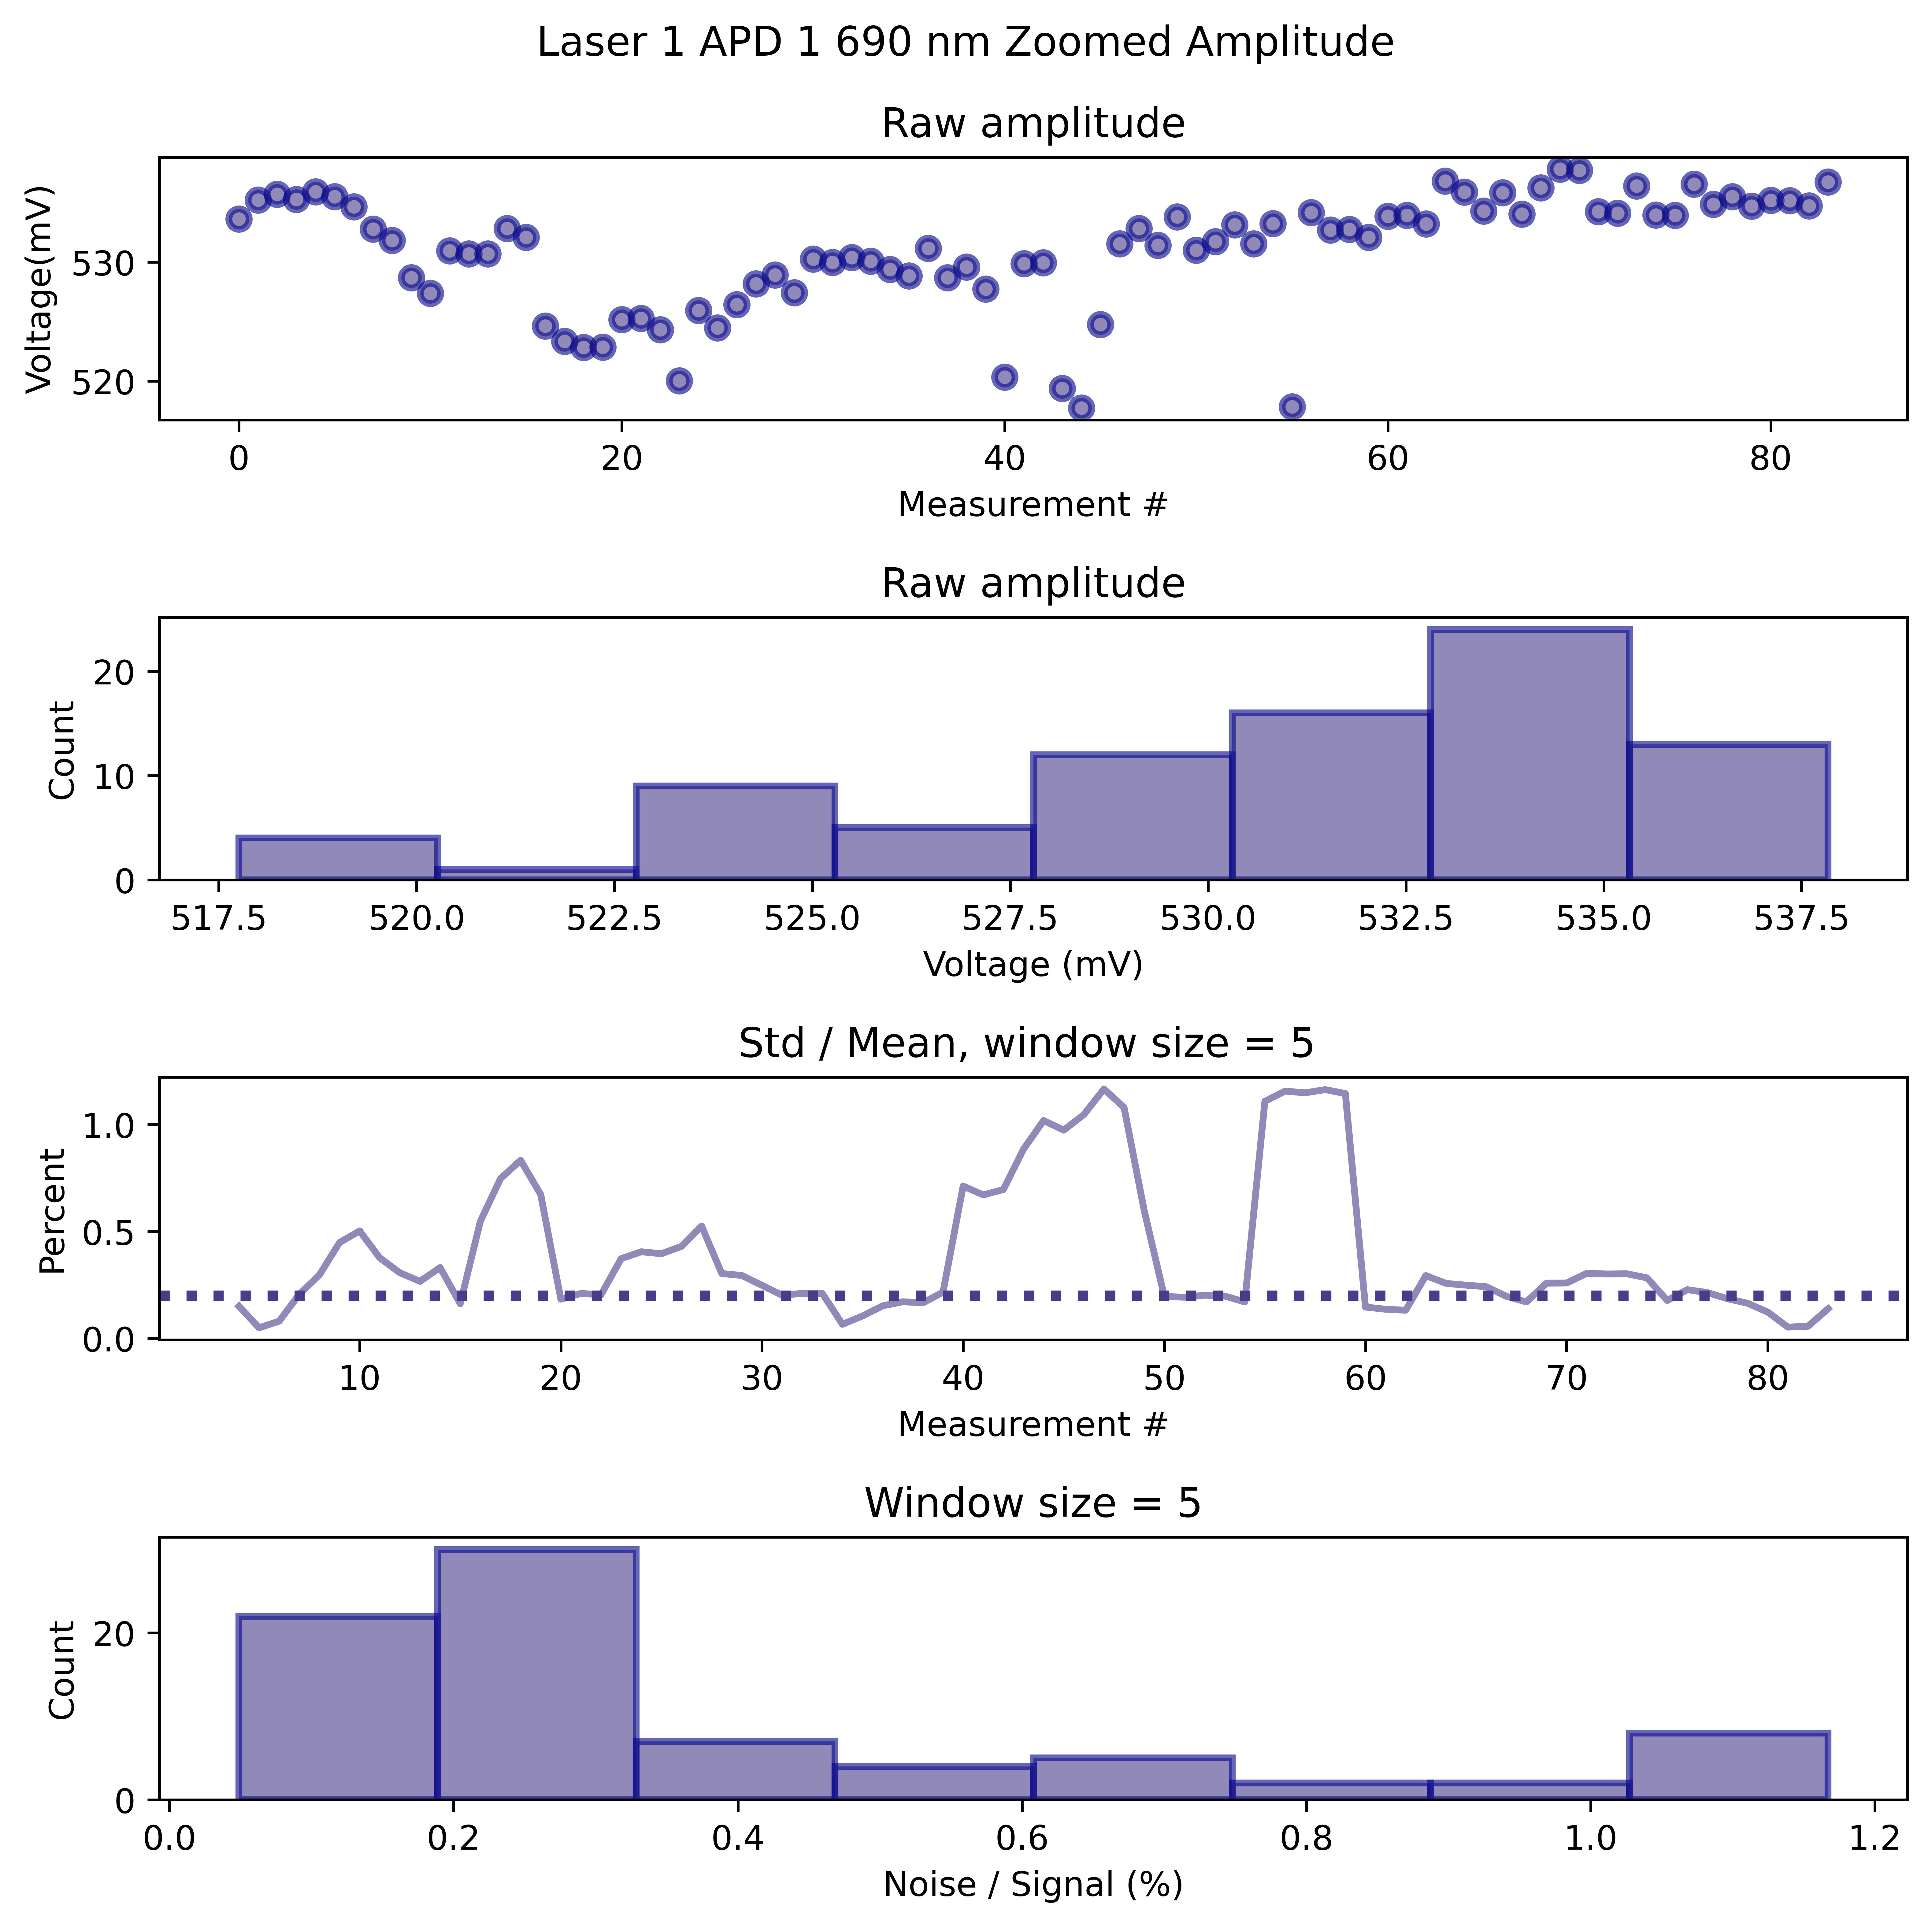 Laser 1 APD 1 690 nm Zoomed Amplitude
Raw amplitude
Voltage(mV)
530
520
0 20 40 60 80
Measurement #
Raw amplitude
Count
20
10
0
517.5 520.0 522.5 525.0 527.5 530.0 532.5 535.0 537.5
Voltage (mV)
Std / Mean, window size = 5
Percent
1.0
0.5
0.0
10 20 30 40 50 60 70 80
Measurement #
Window size = 5
Count
20
0
0.0 0.2 0.4 0.6 0.8 1.0 1.2
Noise / Signal (%)